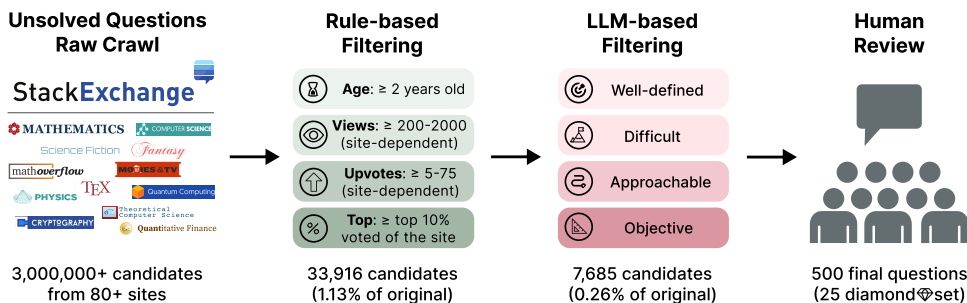 Unsolved Questions
Raw Crawl
StackExchange
MATHEMATICS
COMPUTER SCIENCE
Science Fiction
Fantasy
mathoverflow
MOVIES & TV
PHYSICS
TEX
Quantum Computing
CRYPTOGRAPHY
Theoretical
Computer Science
Quantitative Finance
3,000,000+ candidates
from 80+ sites
Rule-based
Filtering
Age: ≥ 2 years old
Views: ≥ 200-2000
(site-dependent)
Upvotes: ≥ 5-75
(site-dependent)
%
Top: ≥ top 10%
voted of the site
33,916 candidates
(1.13% of original)
LLM-based
Filtering
Well-defined
Difficult
Approachable
Objective
7,685 candidates
(0.26% of original)
Human
Review
500 final questions
(25 diamond set)